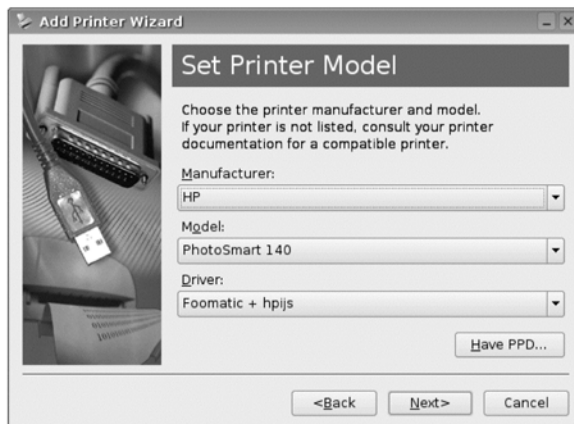 Add Printer Wizard
Set Printer Model
Choose the printer manufacturer and model.
If your printer is not listed, consult your printer
documentation for a compatible printer.
Manufacturer:
HP
Model:
PhotoSmart 140
Driver:
Foomatic + hpijs
Have PPD...
<Back
Next>
Cancel